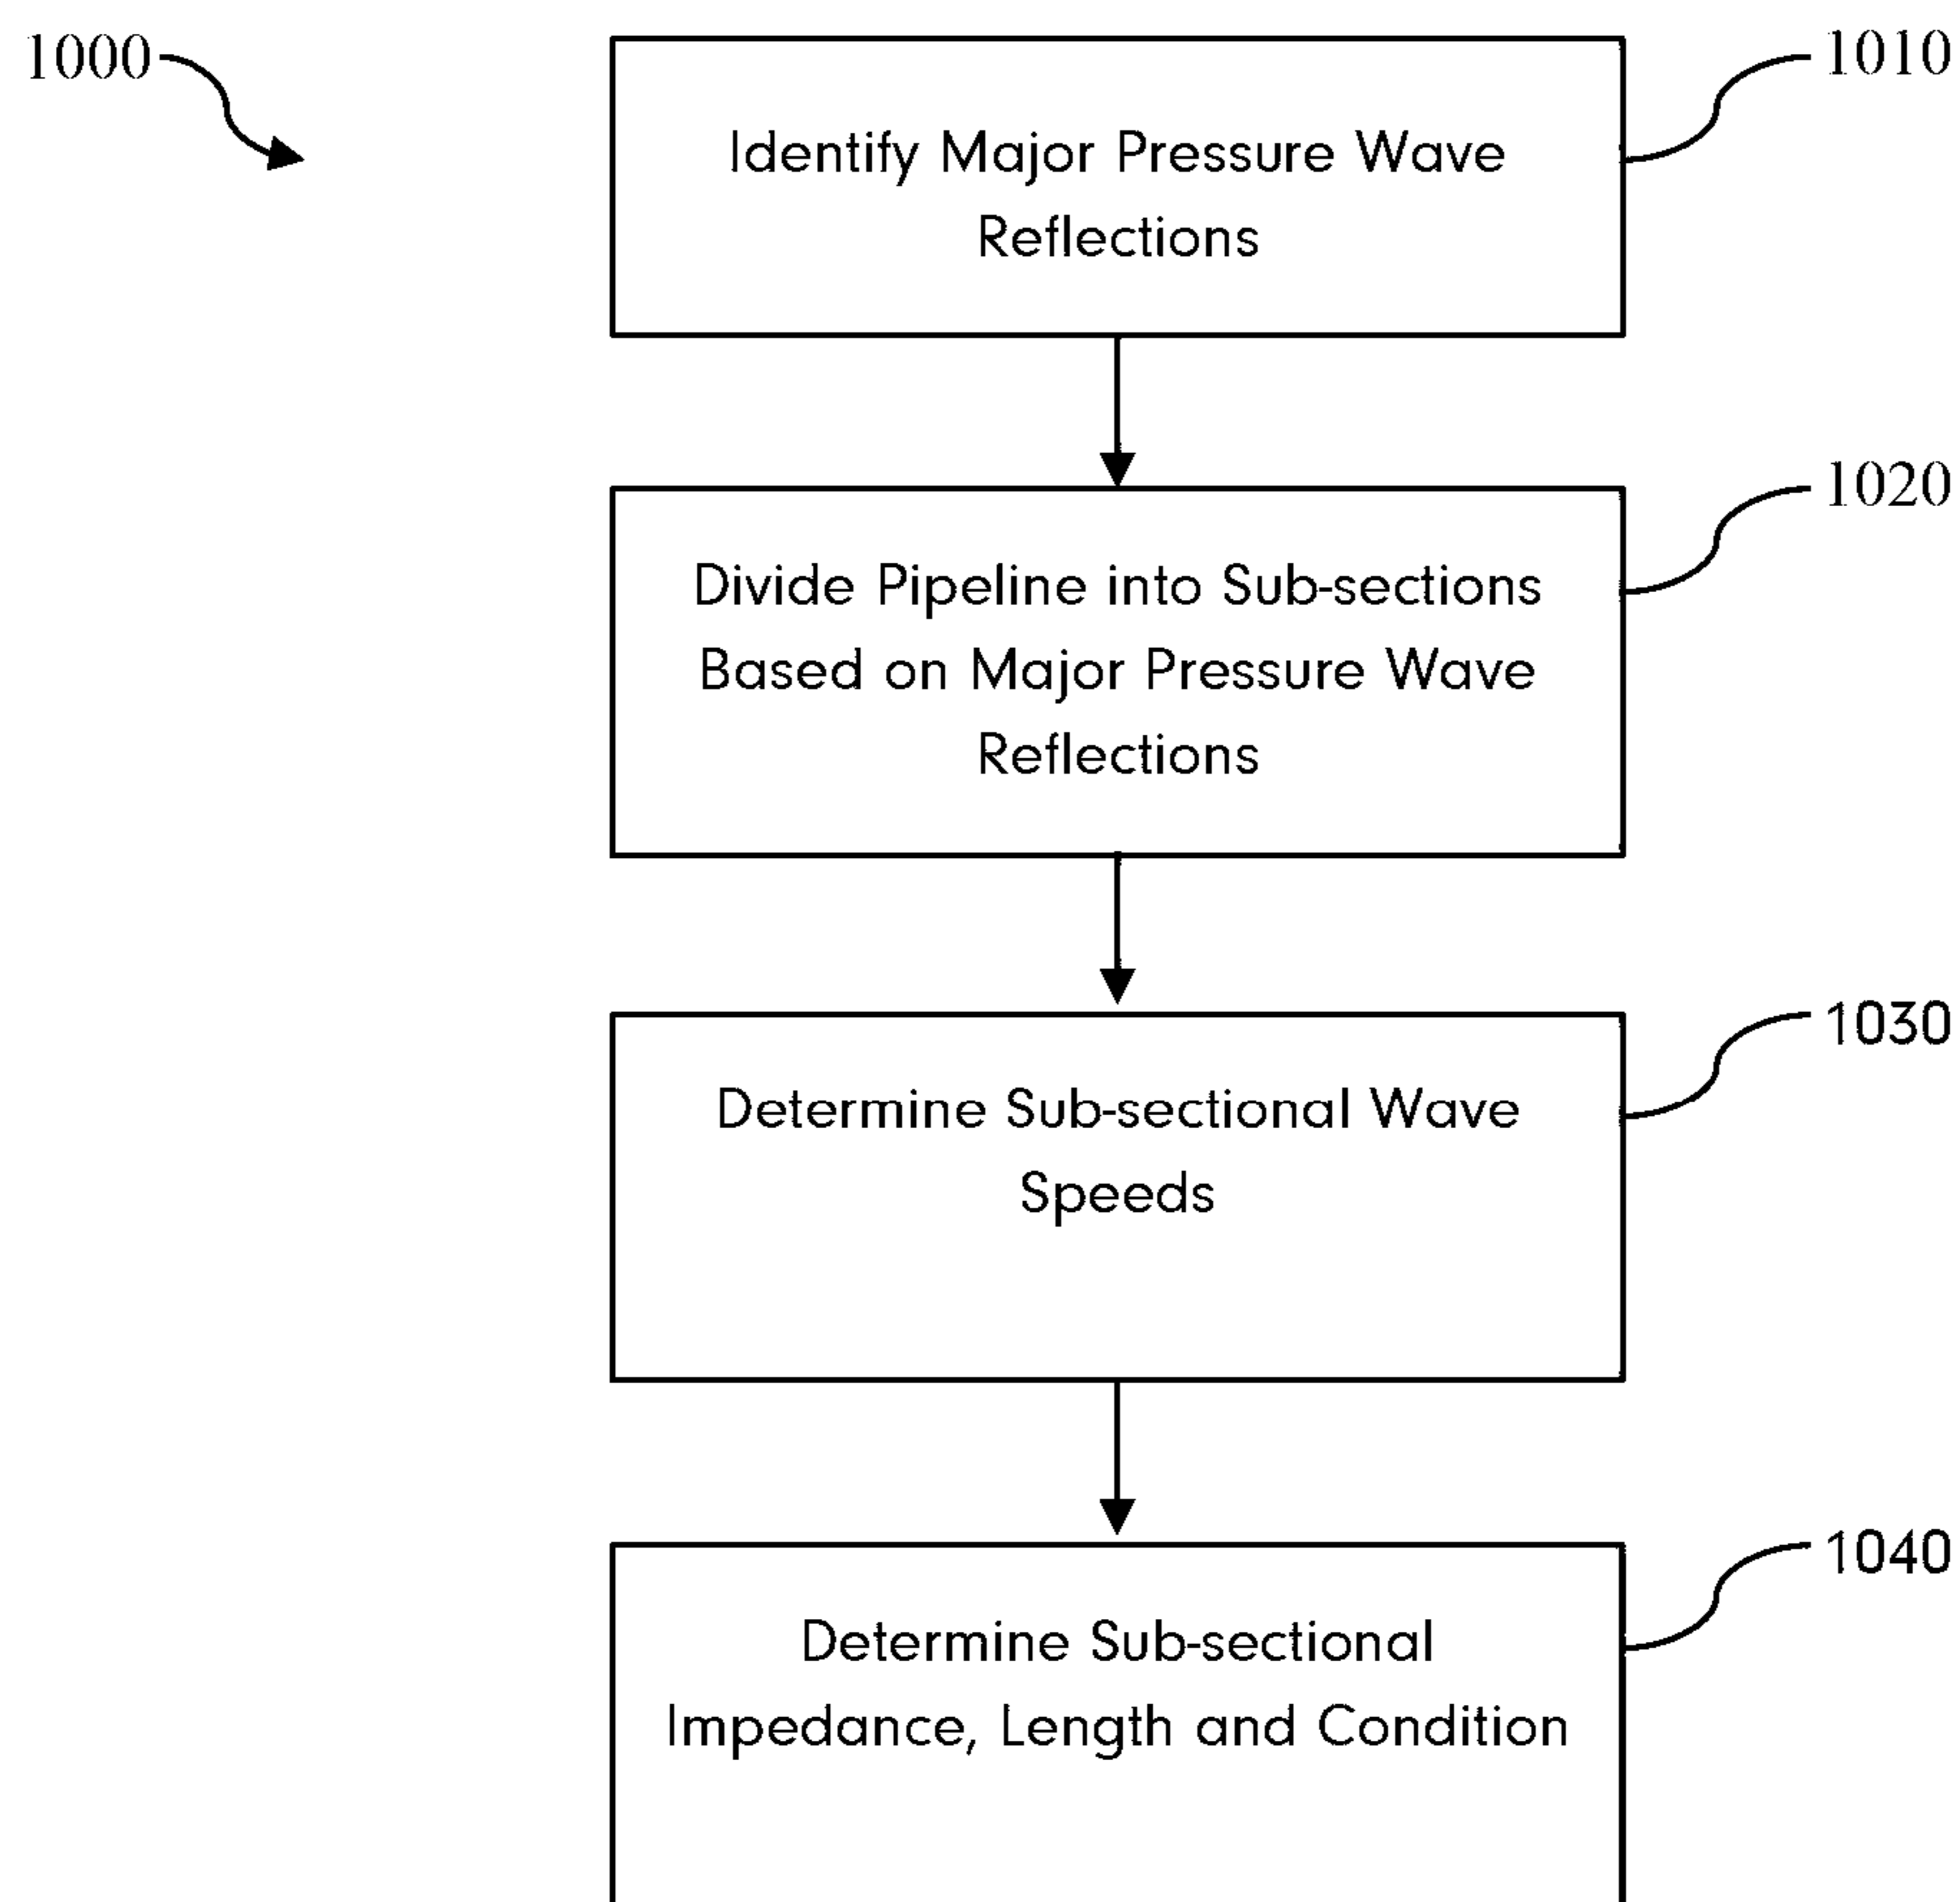 1000
1010
Identify Major Pressure Wave
Reflections
1020
Divide Pipeline into Sub-sections
Based on Major Pressure Wave
Reflections
1030
Determine Sub-sectional Wave
Speeds
1040
Determine Sub-sectional
Impedance, Length and Condition